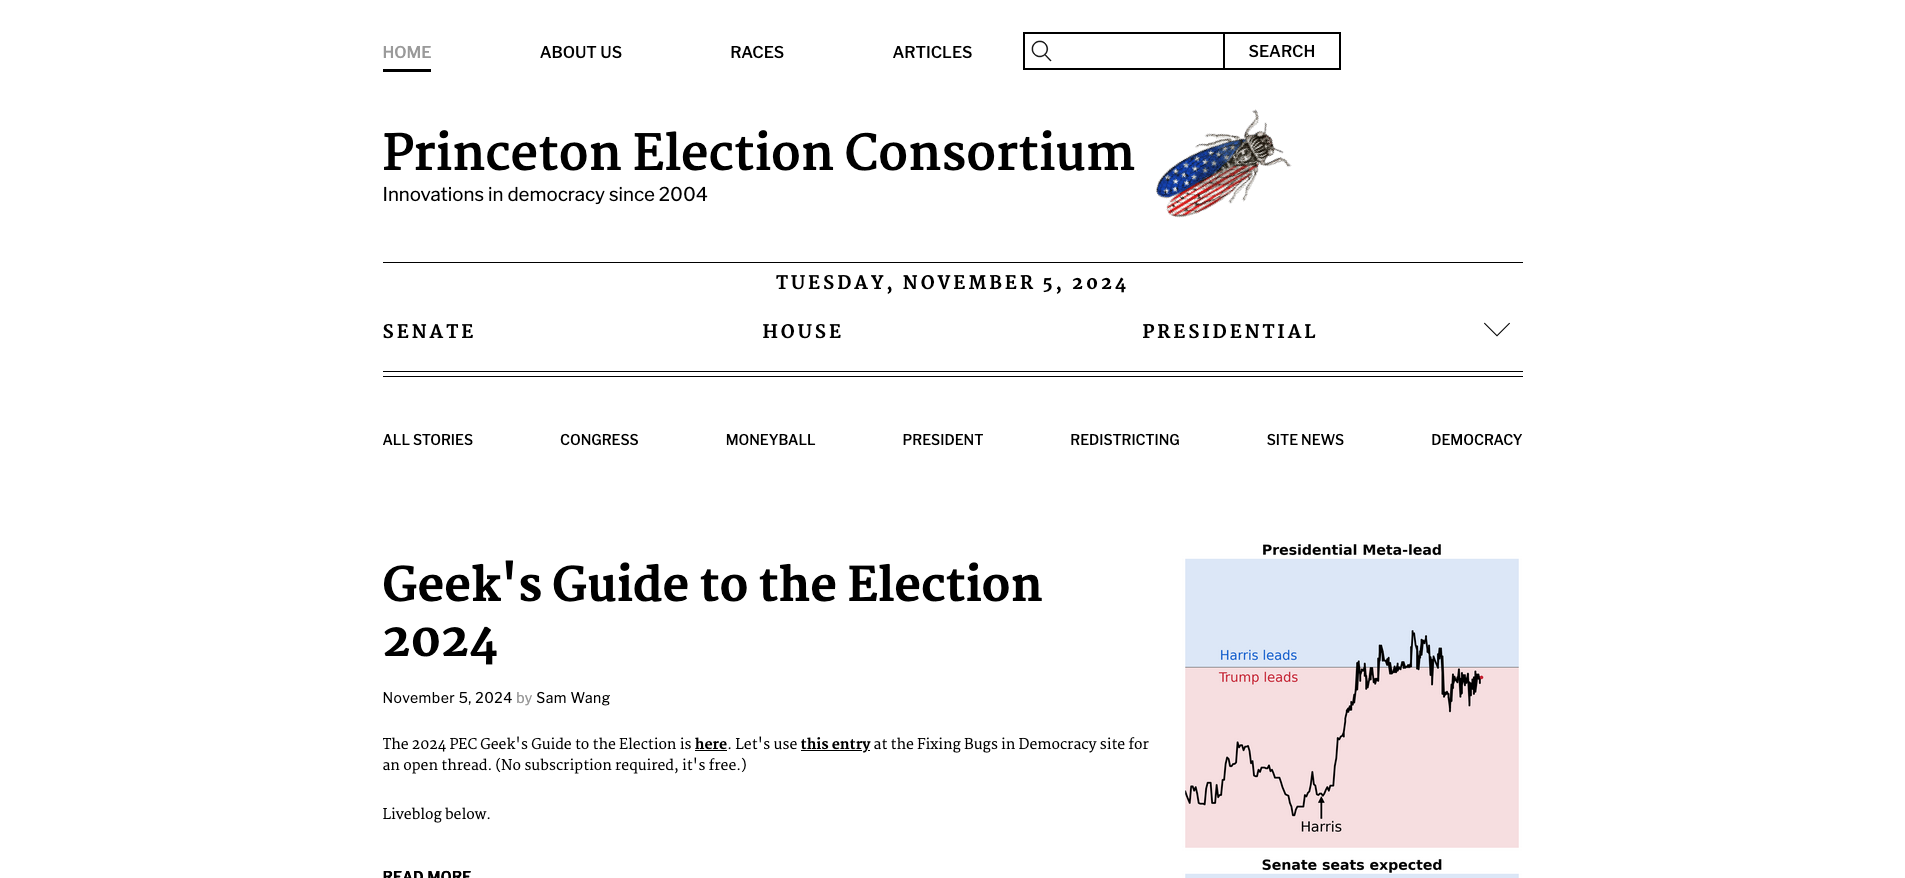 HOME
ABOUT US
RACES
ARTICLES
SEARCH
Princeton Election Consortium
Innovations in democracy since 2004
TUESDAY, NOVEMBER 5, 2024
SENATE
HOUSE
PRESIDENTIAL
ALL STORIES
CONGRESS
MONEYBALL
PRESIDENT
REDISTRICTING
SITE NEWS
DEMOCRACY
Geek's Guide to the Election
2024
November 5, 2024 by Sam Wang
The 2024 PEC Geek's Guide to the Election is here. Let's use this entry at the Fixing Bugs in Democracy site for
an open thread. (No subscription required, it's free.)
Liveblog below.
READ MORE
Presidential Meta-lead
Harris leads
Trump leads
Harris
Senate seats expected